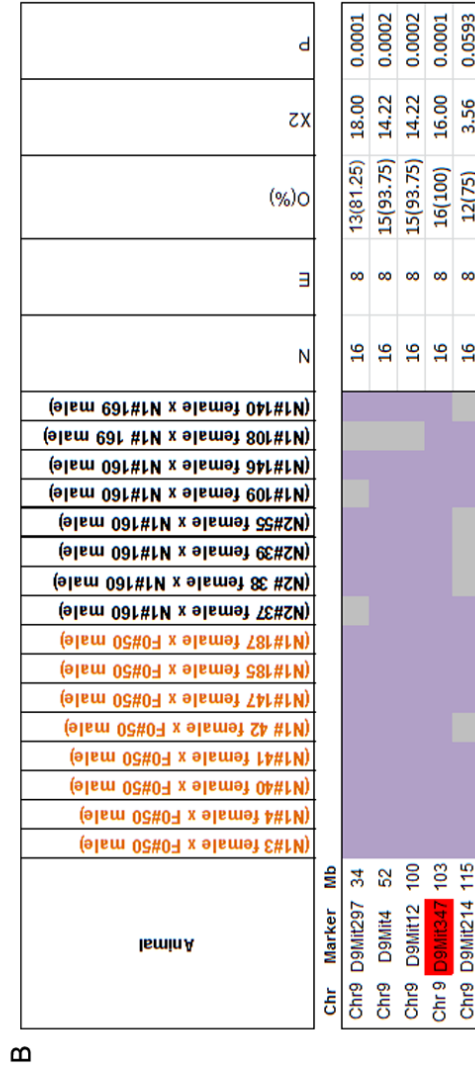 B
Animal
(N1#3 female x F0#50 male)
(N1#4 female x F0#50 male)
(N1#40 female x F0#50 male)
(N1#41 female x F0#50 male)
(N1# 42 female x F0#50 male)
(N1#147 female x F0#50 male)
(N1#185 female x F0#50 male)
(N1#187 female x F0#50 male)
(N2#37 female x N1#160 male)
(N2# 38 female x N1#160 male)
(N2#39 female x N1#160 male)
(N2#55 female x N1#160 male)
(N1#109 female x N1#160 male)
(N1#146 female x N1#160 male)
(N1#108 female x N1# 169 male)
(N1#140 female x N1#169 male)
N
E
O(%)
X2
P
Chr Marker Mb
Chr9 D9Mit297 34 16 8 13(81.25) 18.00 0.0001
Chr9 D9Mit4 52 16 8 15(93.75) 14.22 0.0002
Chr9 D9Mit12 100 16 8 15(93.75) 14.22 0.0002
Chr 9 D9Mit347 103 16 8 16(100) 16.00 0.0001
Chr9 D9Mit214 115 16 8 12(75) 3.56 0.0593